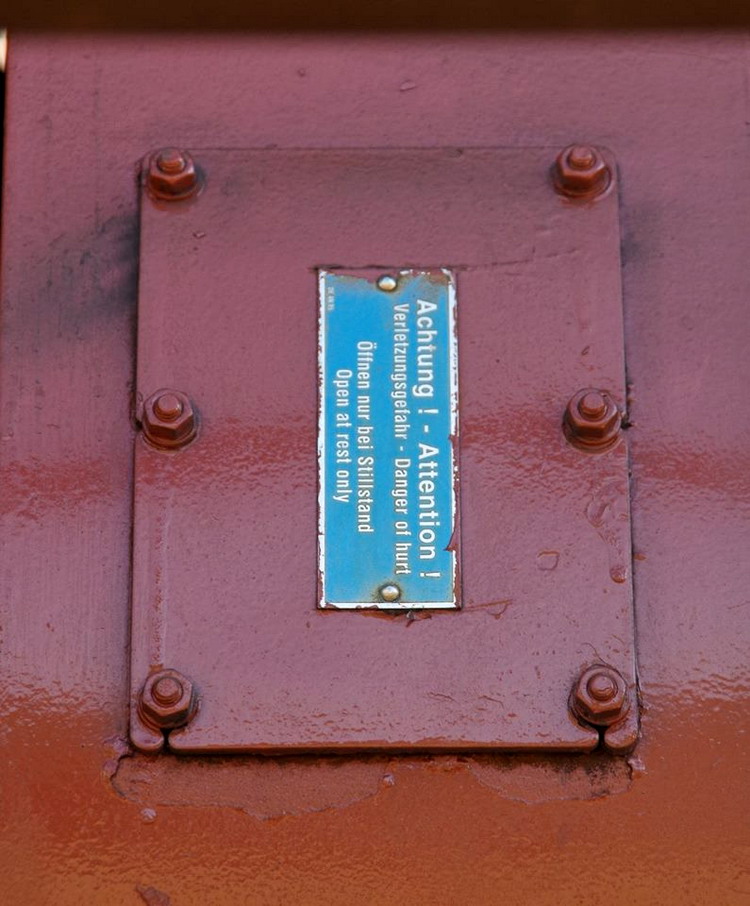 Achtung ! - Attention !
Verletzungsgefahr - Danger of hurt
Öffnen nur bei Stillstand
Open at rest only